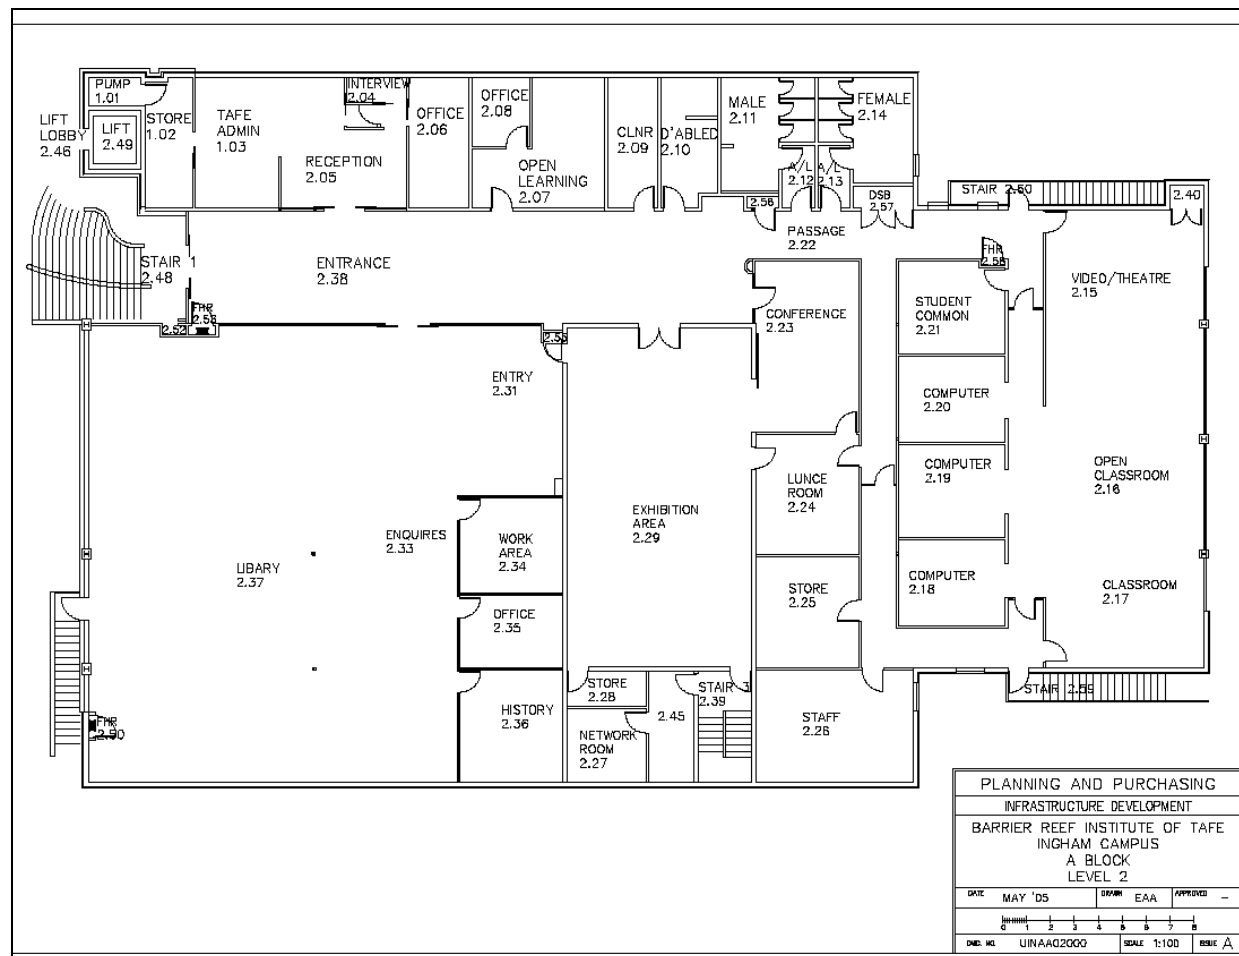 PUMP
1.01
INTERVIEW
2.04
LIFT
LOBBY
2.46
LIFT
2.49
STORE
1.02
TAFE
ADMIN
1.03
RECEPTION
2.05
OFFICE
2.06
OFFICE
2.08
OPEN
LEARNING
2.07
CLNR
2.09
D'ABLED
2.10
MALE
2.11
A/L
2.12
A/L
2.13
FEMALE
2.14
DSB
2.57
2.56
PASSAGE
2.22
STAIR 2.60
2.40
STAIR 1
2.48
ENTRANCE
2.38
FHR
2.53
2.52
2.55
FHR
2.58
VIDEO/THEATRE
2.15
STUDENT
COMMON
2.21
CONFERENCE
2.23
ENTRY
2.31
COMPUTER
2.20
COMPUTER
2.19
OPEN
CLASSROOM
2.16
LUNCE
ROOM
2.24
EXHIBITION
AREA
2.29
ENQUIRES
2.33
WORK
AREA
2.34
LIBARY
2.37
STORE
2.25
COMPUTER
2.18
CLASSROOM
2.17
OFFICE
2.35
STORE
2.28
STAIR 3
2.39
STAIR 2.59
HISTORY
2.36
2.45
STAFF
2.26
FHR
2.50
NETWORK
ROOM
2.27
PLANNING AND PURCHASING
INFRASTRUCTURE DEVELOPMENT
BARRIER REEF INSTITUTE OF TAFE
INGHAM CAMPUS
A BLOCK
LEVEL 2
DATE MAY '05 DRAWN EAA APPROVED -
0 1 2 3 4 5 6 7 8
DWG. NO. UINAA02000 SCALE 1:100 ISSUE A